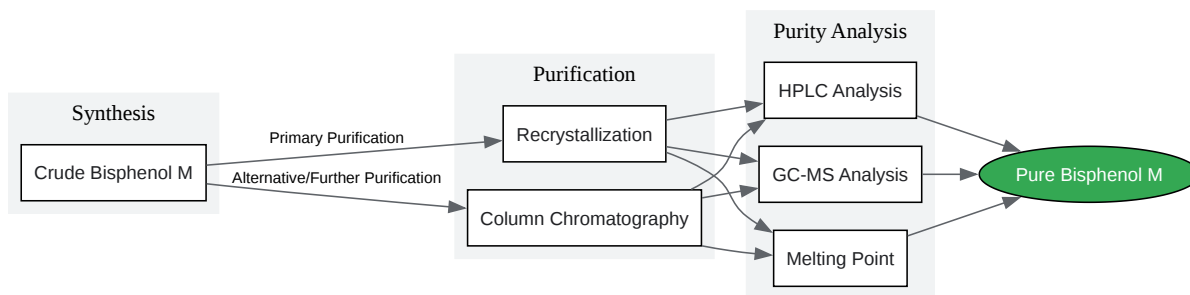 Synthesis
Crude Bisphenol M
Primary Purification
Alternative/Further Purification
Purification
Recrystallization
Column Chromatography
Purity Analysis
HPLC Analysis
GC-MS Analysis
Melting Point
Pure Bisphenol M